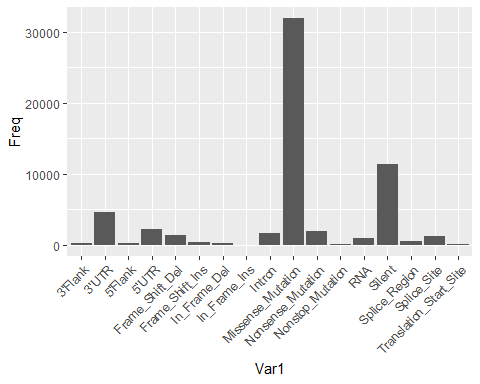 Freq
30000
20000
10000
0
3'Flank
3'UTR
5'Flank
5'UTR
Frame_Shift_Del
Frame_Shift_Ins
In_Frame_Del
In_Frame_Ins
Intron
Missense_Mutation
Nonsense_Mutation
Nonstop_Mutation
RNA
Silent
Splice_Region
Splice_Site
Translation_Start_Site
Var1